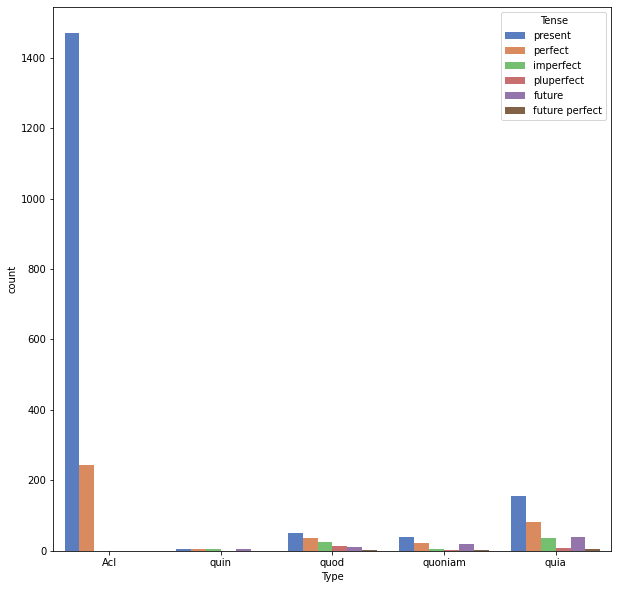 Tense
present
perfect
imperfect
pluperfect
future
future perfect
1400
1200
1000
800
600
400
200
0
count
AcI quin quod quoniam quia
Type